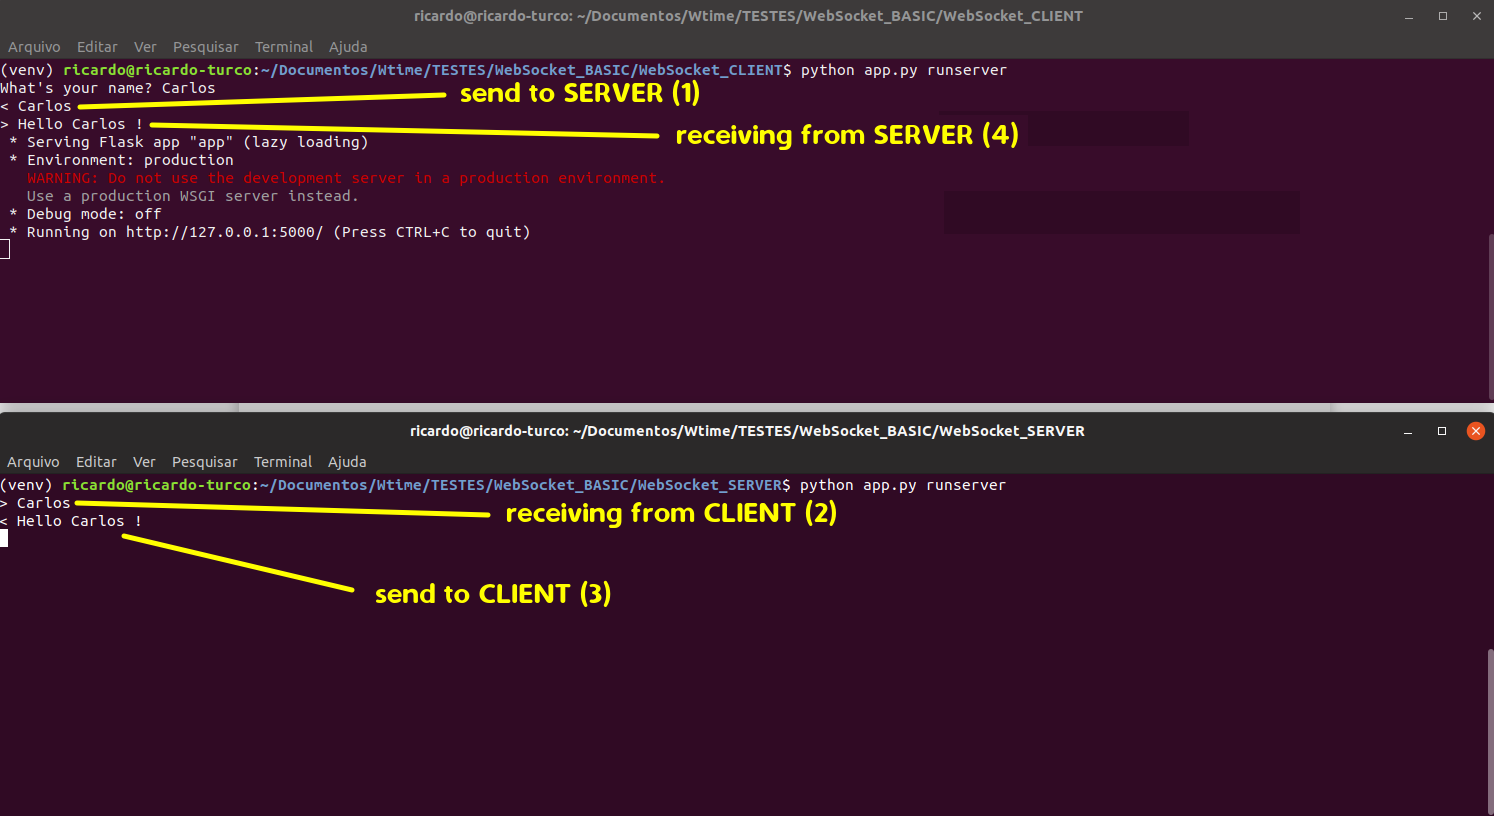 ricardo@ricardo-turco: ~/Documentos/Wtime/TESTES/WebSocket_BASIC/WebSocket_CLIENT
Arquivo Editar Ver Pesquisar Terminal Ajuda
(venv) ricardo@ricardo-turco:~/Documentos/Wtime/TESTES/WebSocket_BASIC/WebSocket_CLIENT$ python app.py runserver
What's your name? Carlos
< Carlos
send to SERVER (1)
> Hello Carlos !
receiving from SERVER (4)
* Serving Flask app "app" (lazy loading)
* Environment: production
WARNING: Do not use the development server in a production environment.
Use a production WSGI server instead.
* Debug mode: off
* Running on http://127.0.0.1:5000/ (Press CTRL+C to quit)
ricardo@ricardo-turco: ~/Documentos/Wtime/TESTES/WebSocket_BASIC/WebSocket_SERVER
Arquivo Editar Ver Pesquisar Terminal Ajuda
(venv) ricardo@ricardo-turco:~/Documentos/Wtime/TESTES/WebSocket_BASIC/WebSocket_SERVER$ python app.py runserver
> Carlos
receiving from CLIENT (2)
< Hello Carlos !
send to CLIENT (3)